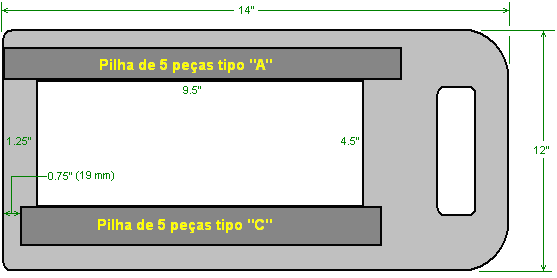 14"
Pilha de 5 peças tipo "A"
9.5"
1.25"
4.5"
12"
0.75" (19 mm)
Pilha de 5 peças tipo "C"